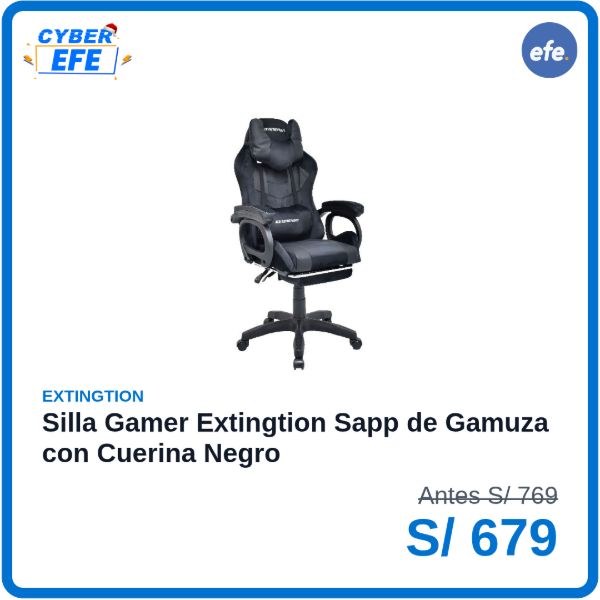 CYBER
EFE
efe.
EXTINGTION
Silla Gamer Extingtion Sapp de Gamuza
con Cuerina Negro
Antes S/ 769
S/ 679